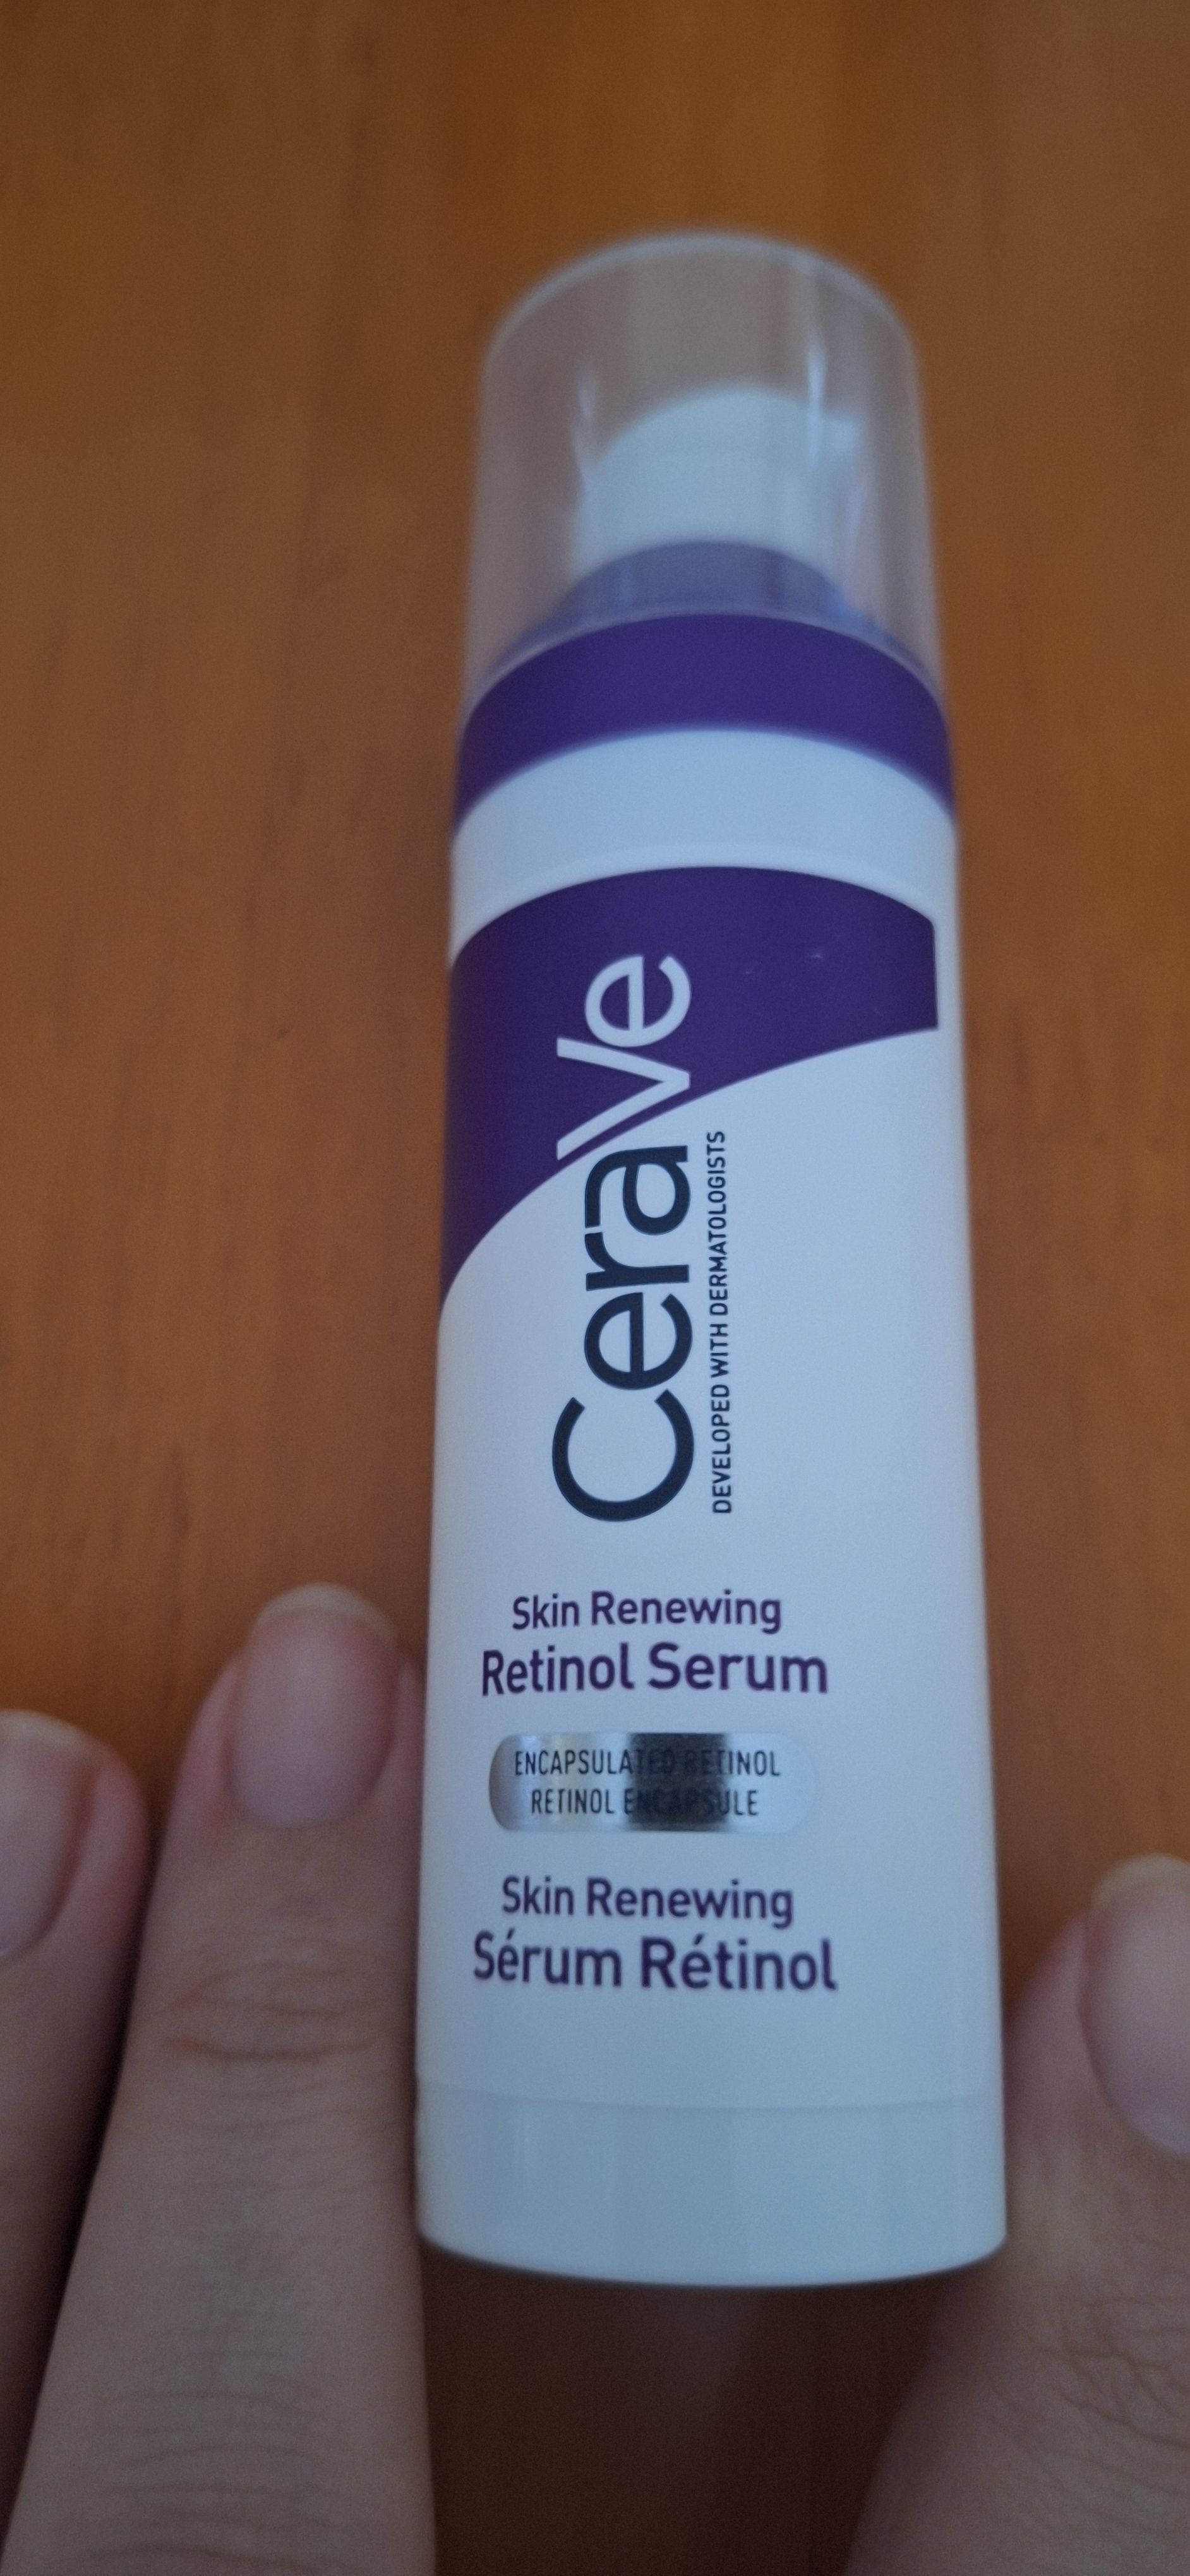 CeraVe
DEVELOPED WITH DERMATOLOGISTS
Skin Renewing
Retinol Serum
ENCAPSULATED RETINOL
RETINOL ENCAPSULE
Skin Renewing
Sérum Rétinol